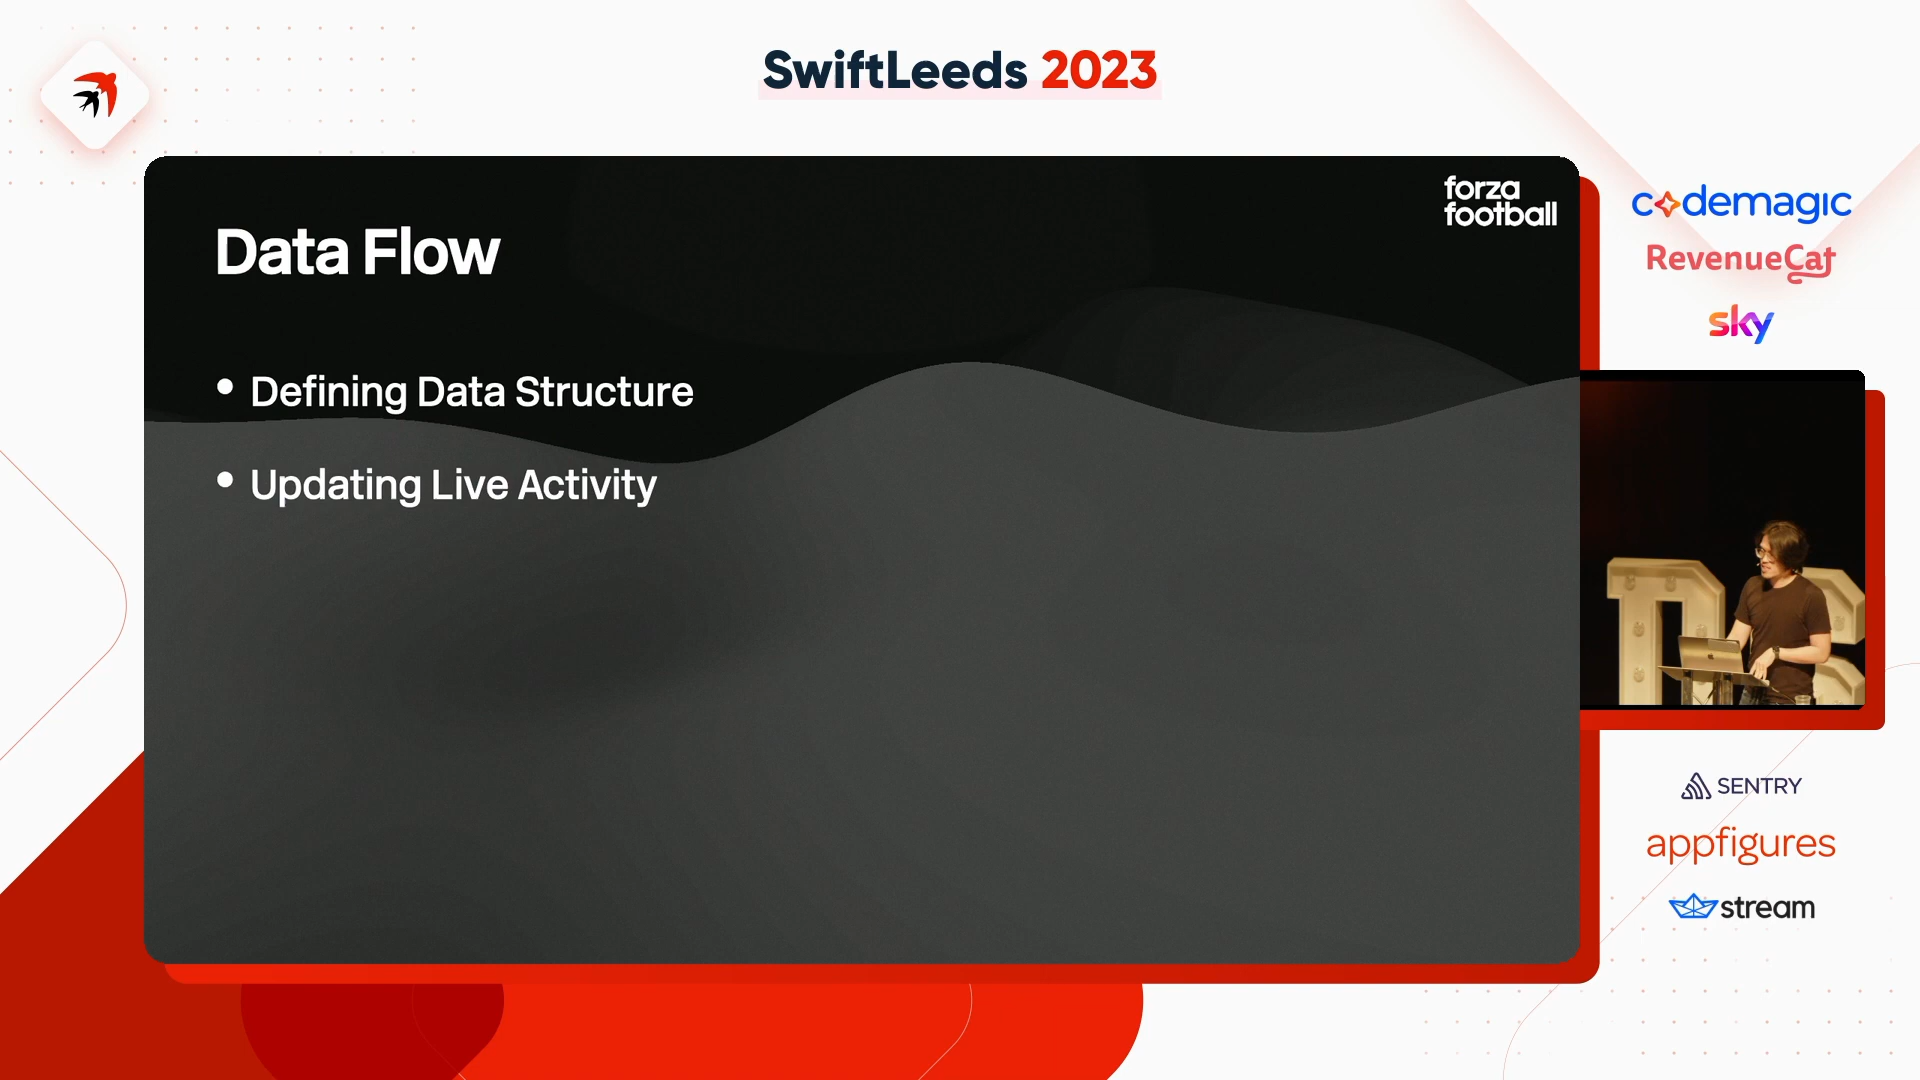 SwiftLeeds 2023
forza
football
Data Flow
• Defining Data Structure
• Updating Live Activity
codemagic
RevenueCat
sky
SENTRY
appfigures
stream